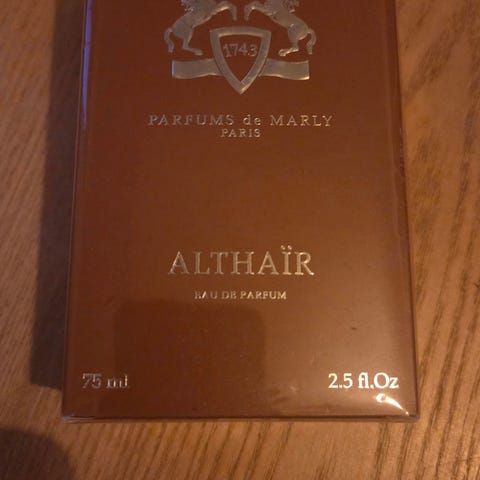 1743
PARFUMS de MARLY
PARIS
ALTHAÏR
EAU DE PARFUM
75 ml 2.5 fl.Oz